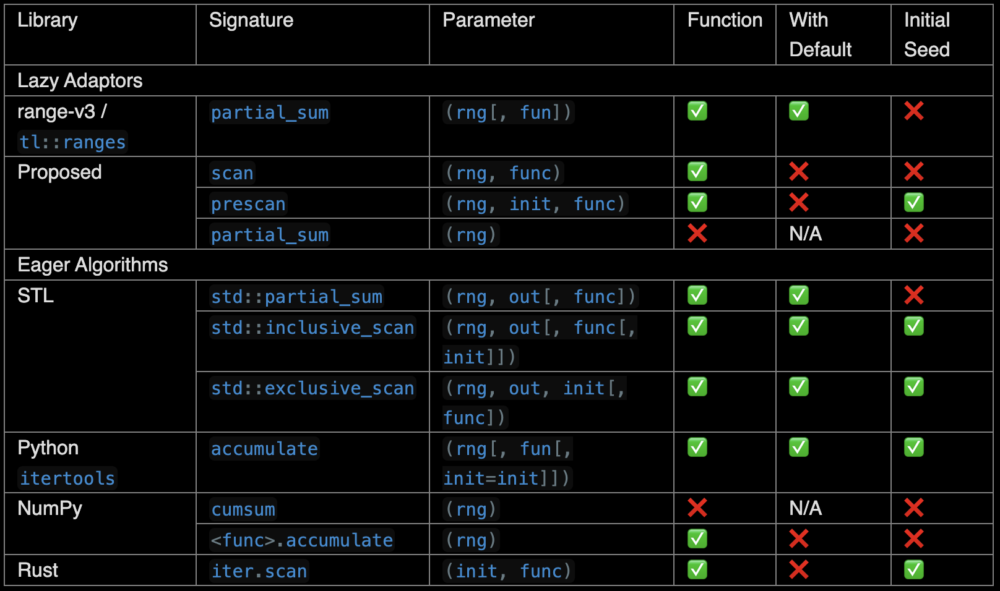 Library Signature Parameter Function With Default Initial Seed
Lazy Adaptors
range-v3 / tl::ranges partial_sum (rng[, fun]) ✅ ✅ ❌
Proposed scan (rng, func) ✅ ❌ ❌
prescan (rng, init, func) ✅ ❌ ✅
partial_sum (rng) ❌ N/A ❌
Eager Algorithms
STL std::partial_sum (rng, out[, func]) ✅ ✅ ❌
std::inclusive_scan (rng, out[, func[, init]]) ✅ ✅ ✅
std::exclusive_scan (rng, out, init[, func]) ✅ ✅ ✅
Python itertools accumulate (rng[, fun[, init=init]]) ✅ ✅ ✅
NumPy cumsum (rng) ❌ N/A ❌
<func>.accumulate (rng) ✅ ❌ ❌
Rust iter.scan (init, func) ✅ ❌ ✅